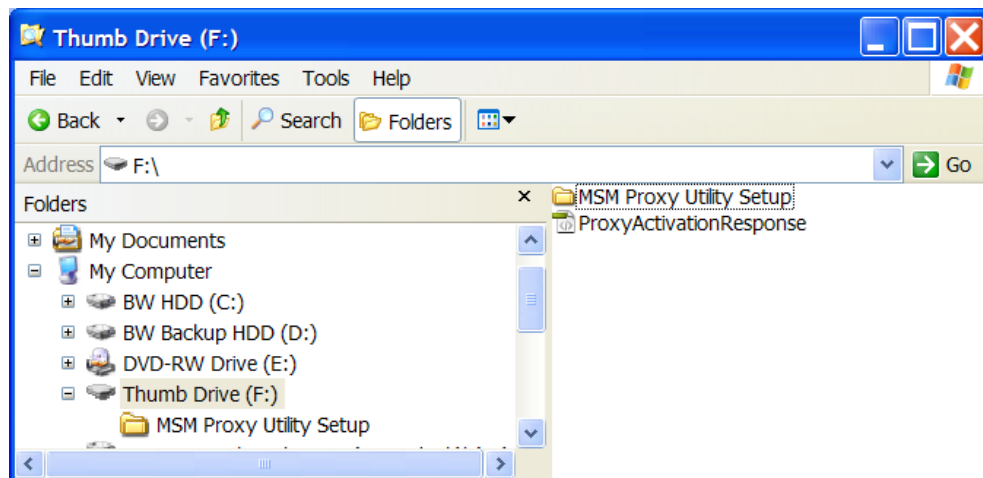 Thumb Drive (F:)
File Edit View Favorites Tools Help
Back Search Folders
Address F:\ Go
Folders
My Documents
My Computer
BW HDD (C:)
BW Backup HDD (D:)
DVD-RW Drive (E:)
Thumb Drive (F:)
MSM Proxy Utility Setup
MSM Proxy Utility Setup
ProxyActivationResponse